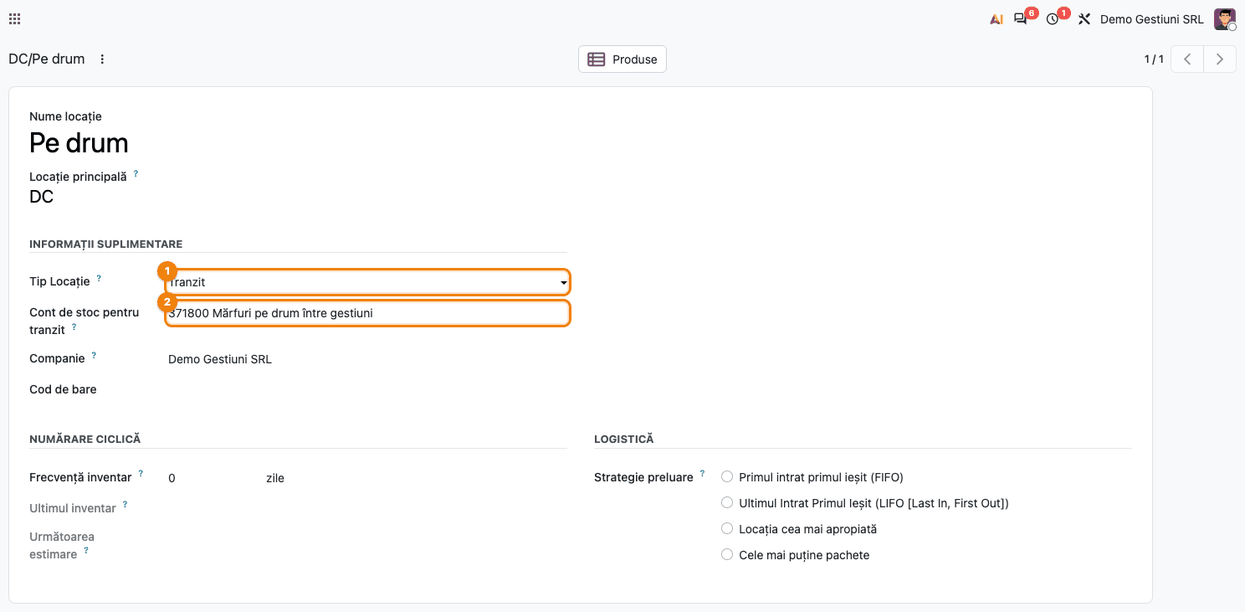 AI 6 1 Demo Gestiuni SRL
DC/Pe drum Produse 1 / 1
Nume locație
Pe drum
Locație principală ?
DC
INFORMAȚII SUPLIMENTARE
Tip Locație ? 1 Tranzit
Cont de stoc pentru tranzit ? 2 371800 Mărfuri pe drum între gestiuni
Companie ? Demo Gestiuni SRL
Cod de bare
NUMĂRARE CICLICĂ
Frecvență inventar ? 0 zile
Ultimul inventar ?
Următoarea
estimare ?
LOGISTICĂ
Strategie preluare ? Primul intrat primul ieșit (FIFO)
Ultimul Intrat Primul Ieșit (LIFO [Last In, First Out])
Locația cea mai apropiată
Cele mai puține pachete